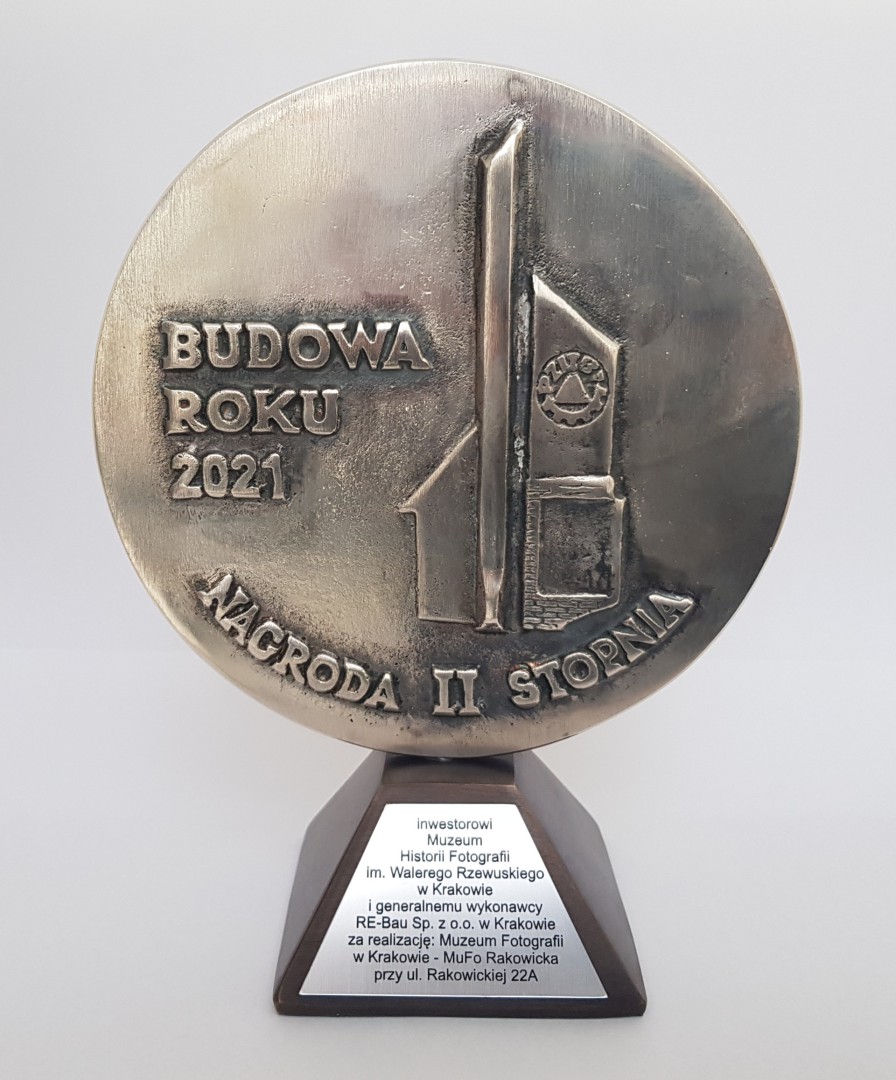 BUDOWA
ROKU
2021
PZITB
NAGRODA II STOPNIA
inwestorowi
Muzeum
Historii Fotografii
im. Walerego Rzewuskiego
w Krakowie
i generalnemu wykonawcy
RE-Bau Sp. z o.o. w Krakowie
za realizację: Muzeum Fotografii
w Krakowie - MuFo Rakowicka
przy ul. Rakowickiej 22A